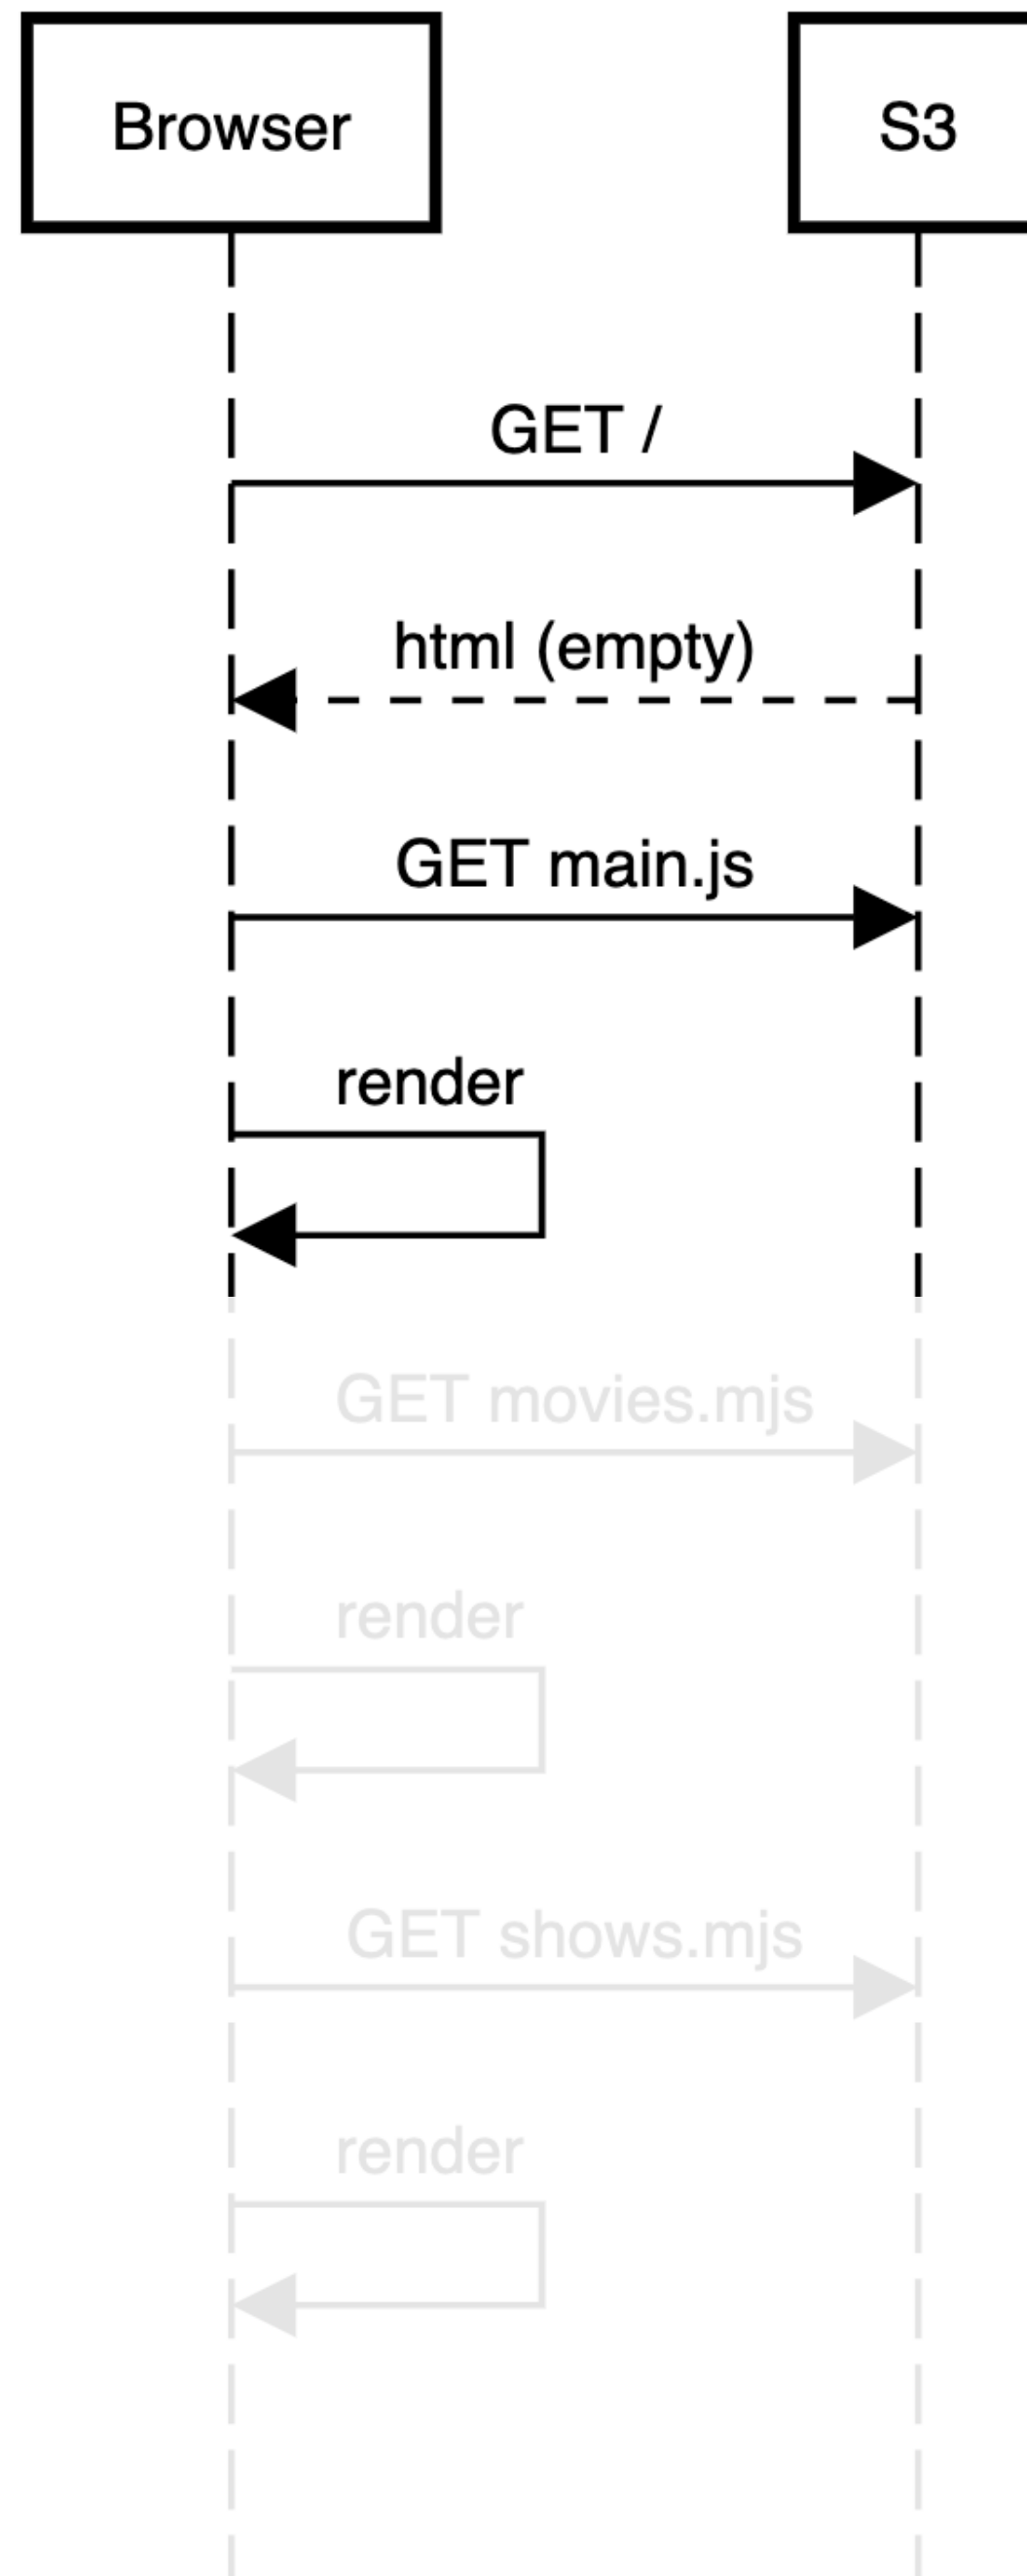 Browser
S3
GET /
html (empty)
GET main.js
render
GET movies.mjs
render
GET shows.mjs
render